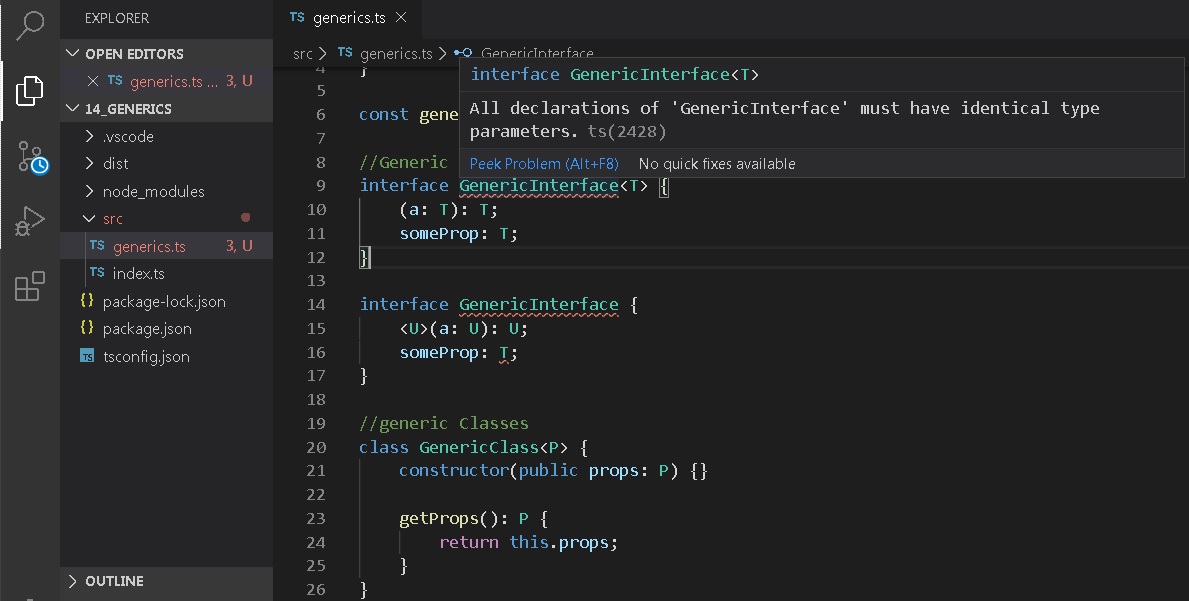 EXPLORER
OPEN EDITORS
TS generics.ts ... 3, U
14_GENERICS
.vscode
dist
node_modules
src
TS generics.ts 3, U
TS index.ts
{} package-lock.json
{} package.json
TS tsconfig.json
OUTLINE
TS generics.ts
src > TS generics.ts > GenericInterface
interface GenericInterface<T>
All declarations of 'GenericInterface' must have identical type
parameters. ts(2428)
Peek Problem (Alt+F8) No quick fixes available
4 }
5
6 const gene
7
8 //Generic
9 interface GenericInterface<T> {
10 (a: T): T;
11 someProp: T;
12 }
13
14 interface GenericInterface {
15 <U>(a: U): U;
16 someProp: T;
17 }
18
19 //generic Classes
20 class GenericClass<P> {
21 constructor(public props: P) {}
22
23 getProps(): P {
24 return this.props;
25 }
26 }